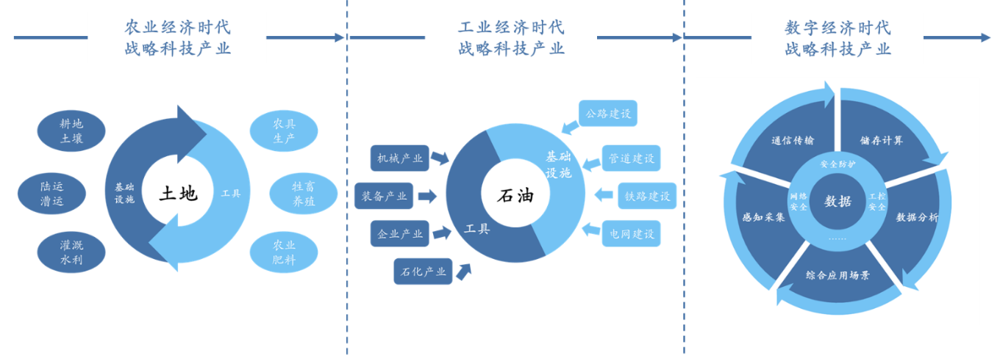 农业经济时代
战略科技产业
耕地
土壤
陆运
漕运
灌溉
水利
基础
设施
土地
工具
农具
生产
牲畜
养殖
农业
肥料
工业经济时代
战略科技产业
机械产业
装备产业
企业产业
石化产业
工具
石油
基础
设施
公路建设
管道建设
铁路建设
电网建设
数字经济时代
战略科技产业
通信传输
储存计算
感知采集
数据分析
综合应用场景
安全防护
网络
安全
数据
工控
安全
……